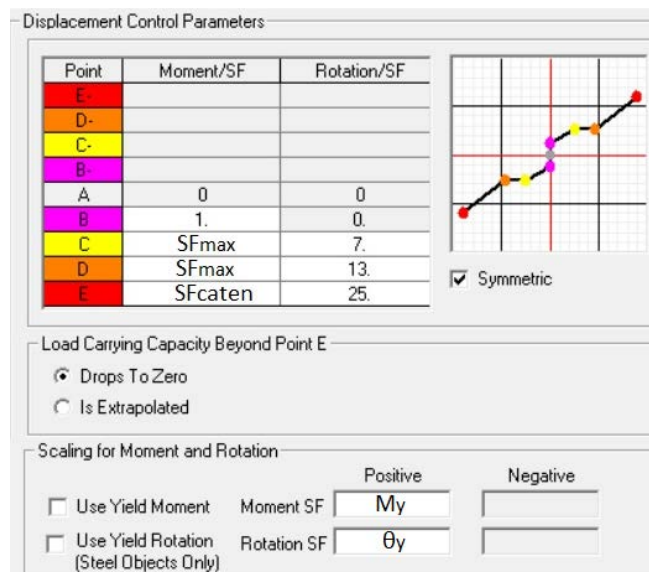 Displacement Control Parameters
Point Moment/SF Rotation/SF
E-
D-
C-
B-
A 0 0
B 1. 0.
C SFmax 7.
D SFmax 13.
E SFcaten 25.
Symmetric
Load Carrying Capacity Beyond Point E
Drops To Zero
Is Extrapolated
Scaling for Moment and Rotation
Positive Negative
Use Yield Moment Moment SF My
Use Yield Rotation Rotation SF θy
(Steel Objects Only)